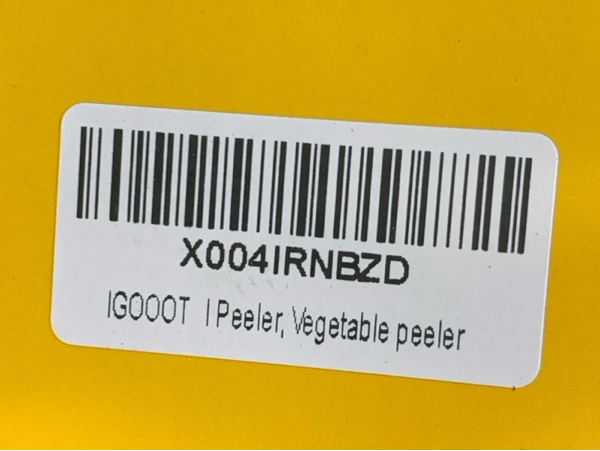 X004IRNBZD
IGOOOT I Peeler, Vegetable peeler